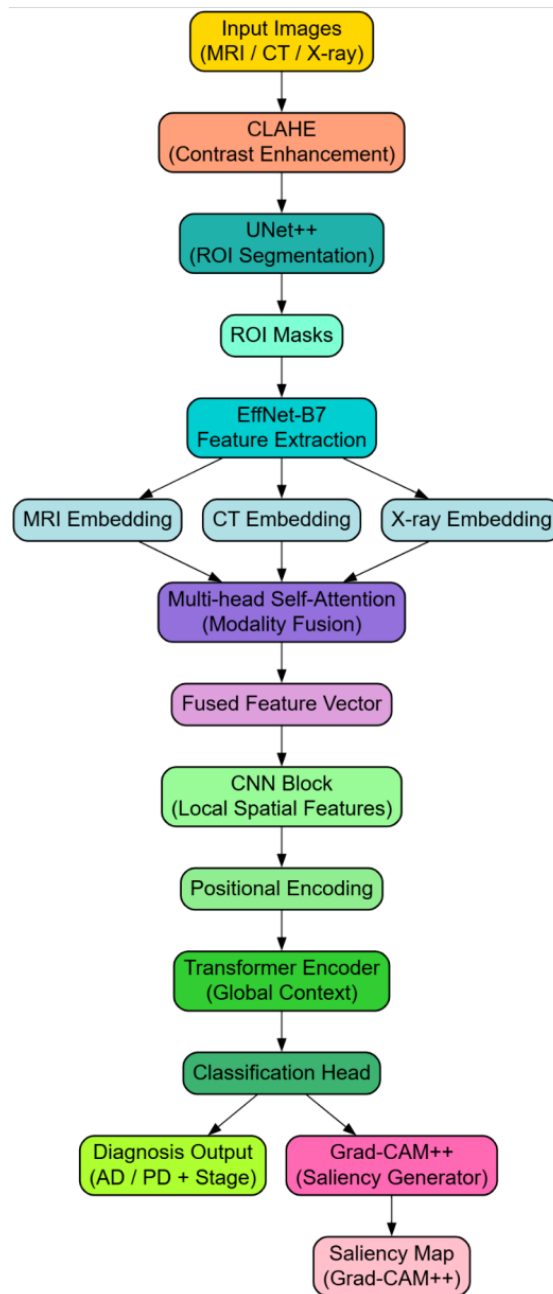 Input Images
(MRI / CT / X-ray)
CLAHE
(Contrast Enhancement)
UNet++
(ROI Segmentation)
ROI Masks
EffNet-B7
Feature Extraction
MRI Embedding
CT Embedding
X-ray Embedding
Multi-head Self-Attention
(Modality Fusion)
Fused Feature Vector
CNN Block
(Local Spatial Features)
Positional Encoding
Transformer Encoder
(Global Context)
Classification Head
Diagnosis Output
(AD / PD + Stage)
Grad-CAM++
(Saliency Generator)
Saliency Map
(Grad-CAM++)